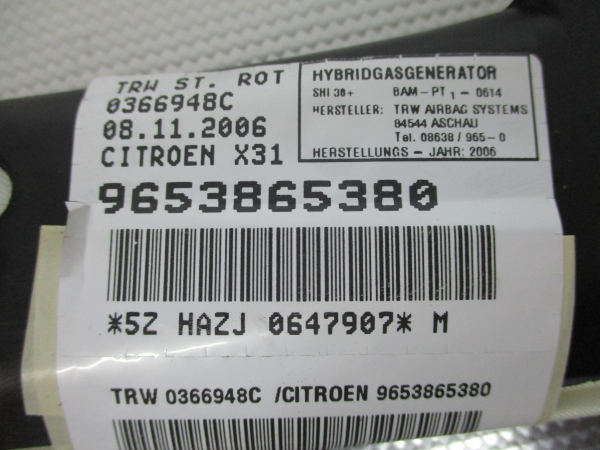 TRW ST. ROT
0366948C
08.11.2006
CITROEN X31
HYBRIDGASGENERATOR
SHI 30+ BAM-PT1-0614
HERSTELLER: TRW AIRBAG SYSTEMS
84544 ASCHAU
Tel. 08638 / 965-0
HERSTELLUNGS - JAHR: 2006
9653865380
*5Z HAZJ 0647907* M
TRW 0366948C /CITROEN 9653865380